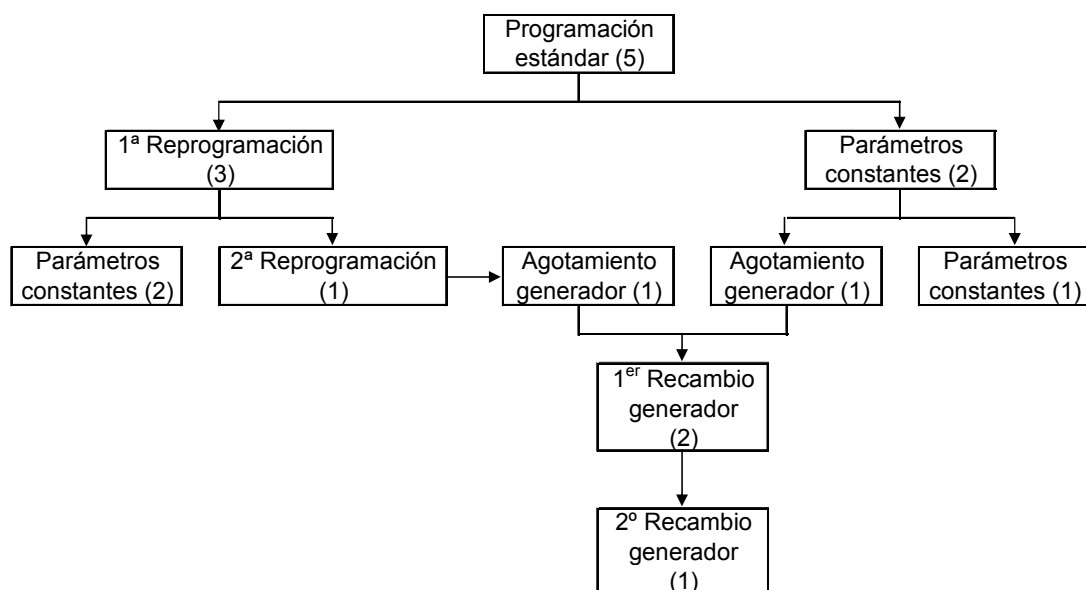 Programación
estándar (5)
1ª Reprogramación
(3)
Parámetros
constantes (2)
Parámetros
constantes (2)
2ª Reprogramación
(1)
Agotamiento
generador (1)
Agotamiento
generador (1)
Parámetros
constantes (1)
1er Recambio
generador
(2)
2º Recambio
generador
(1)